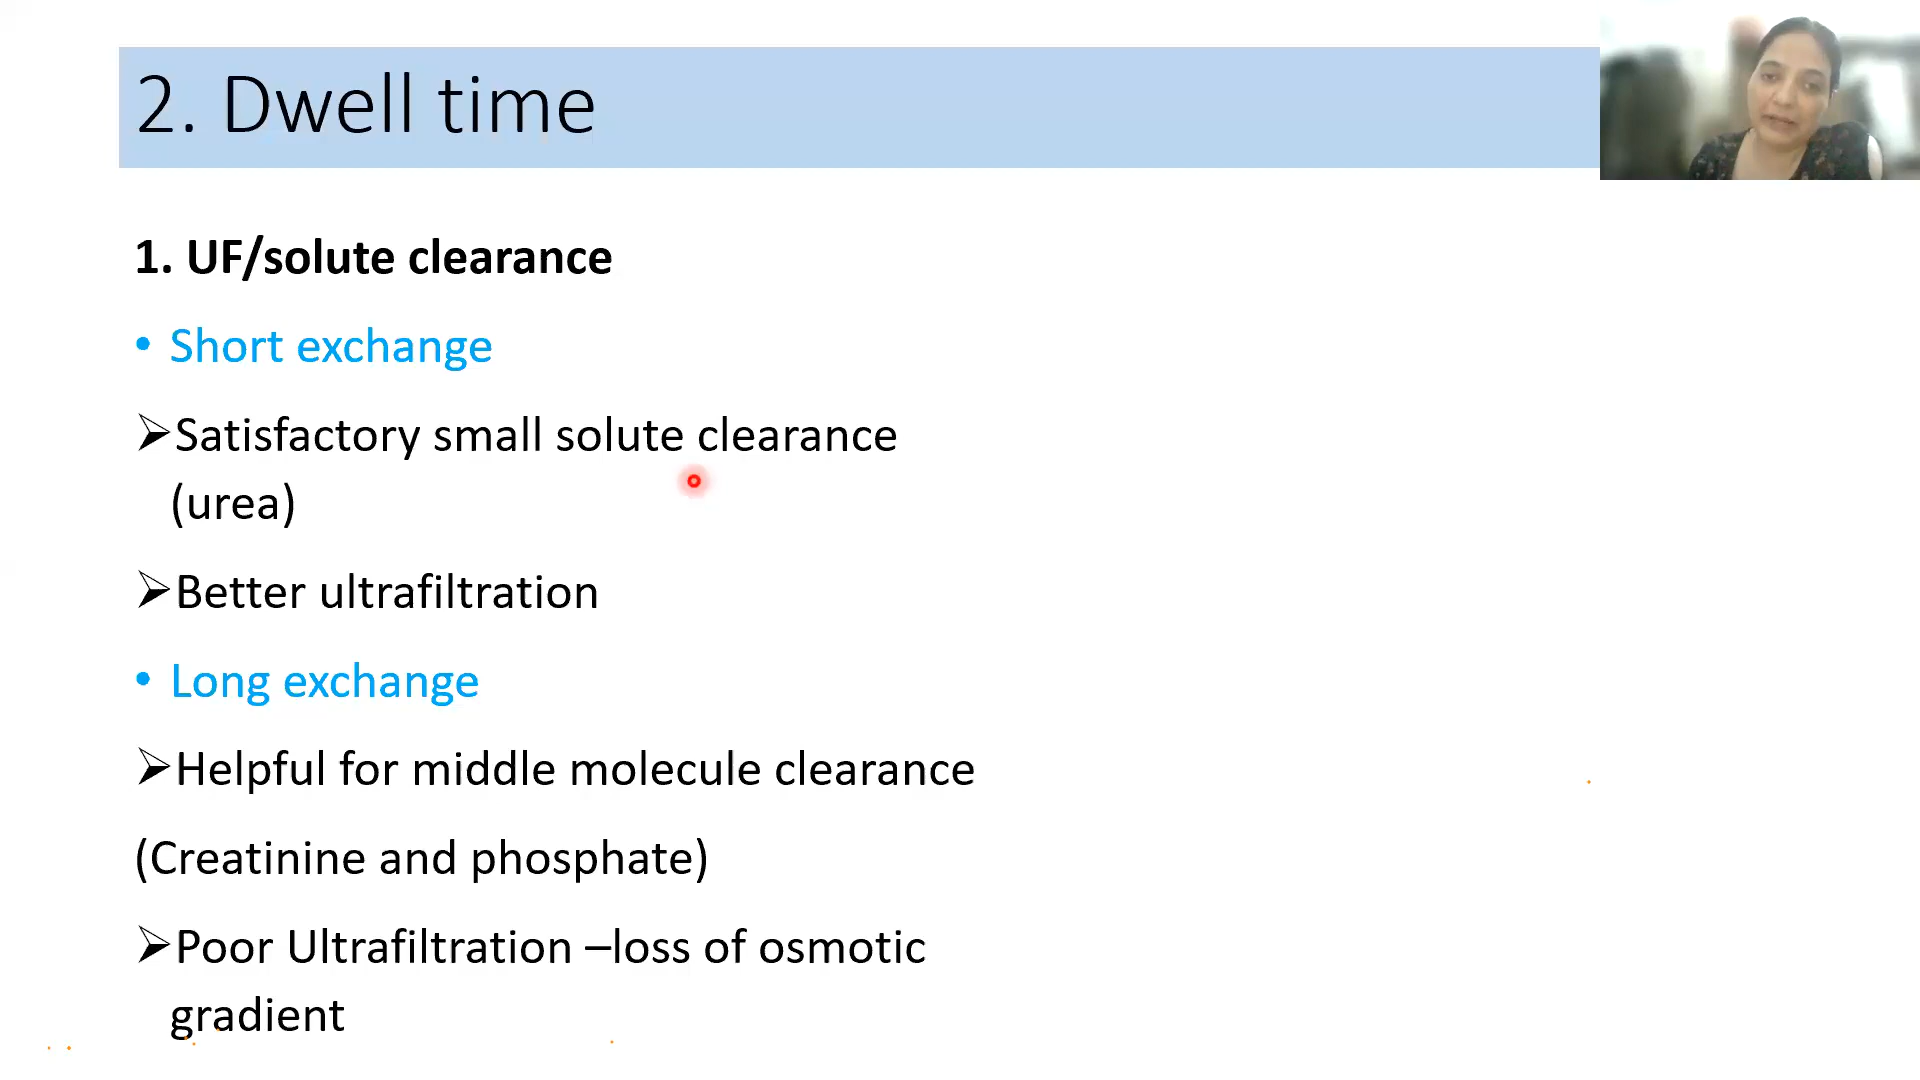 2. Dwell time
1. UF/solute clearance
• Short exchange
➢Satisfactory small solute clearance
(urea)
➢Better ultrafiltration
• Long exchange
➢Helpful for middle molecule clearance
(Creatinine and phosphate)
➢Poor Ultrafiltration –loss of osmotic
gradient